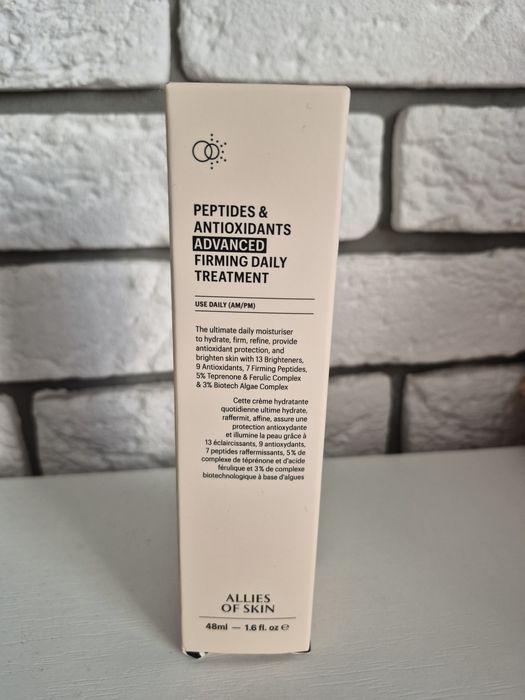 PEPTIDES &
ANTIOXIDANTS
ADVANCED
FIRMING DAILY
TREATMENT
USE DAILY (AM/PM)
The ultimate daily moisturiser
to hydrate, firm, refine, provide
antioxidant protection, and
brighten skin with 13 Brighteners,
9 Antioxidants, 7 Firming Peptides,
5% Teprenone & Ferulic Complex
& 3% Biotech Algae Complex
Cette crème hydratante
quotidienne ultime hydrate,
raffermit, affine, assure une
protection antioxydante
et illumine la peau grâce à
13 éclaircissants, 9 antioxydants,
7 peptides raffermissants, 5% de
complexe de téprénone et d'acide
férulique et 3% de complexe
biotechnologique à base d'algues
ALLIES
OF SKIN
48ml — 1.6 fl. oz ℮